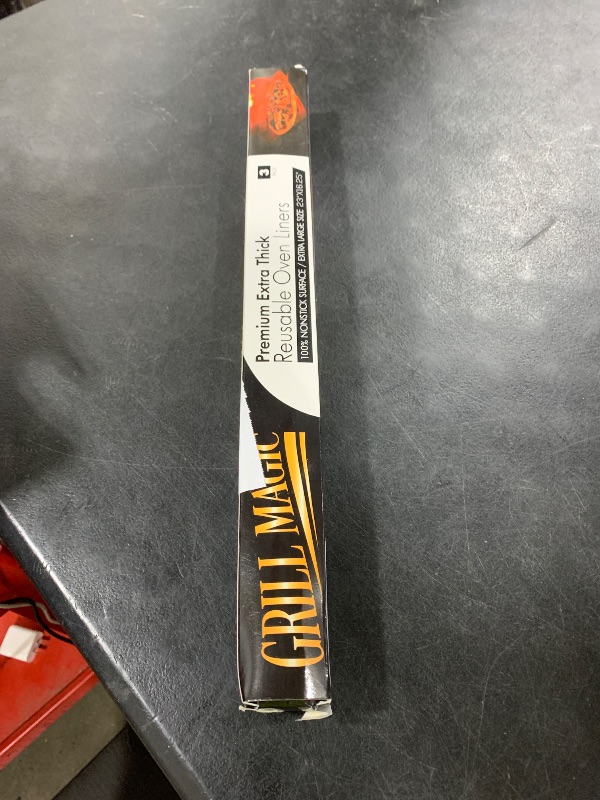 3
Premium Extra Thick
Reusable Oven Liners
100% NONSTICK SURFACE / EXTRA LARGE SIZE 23"X16.25"
GRILL MAGIC